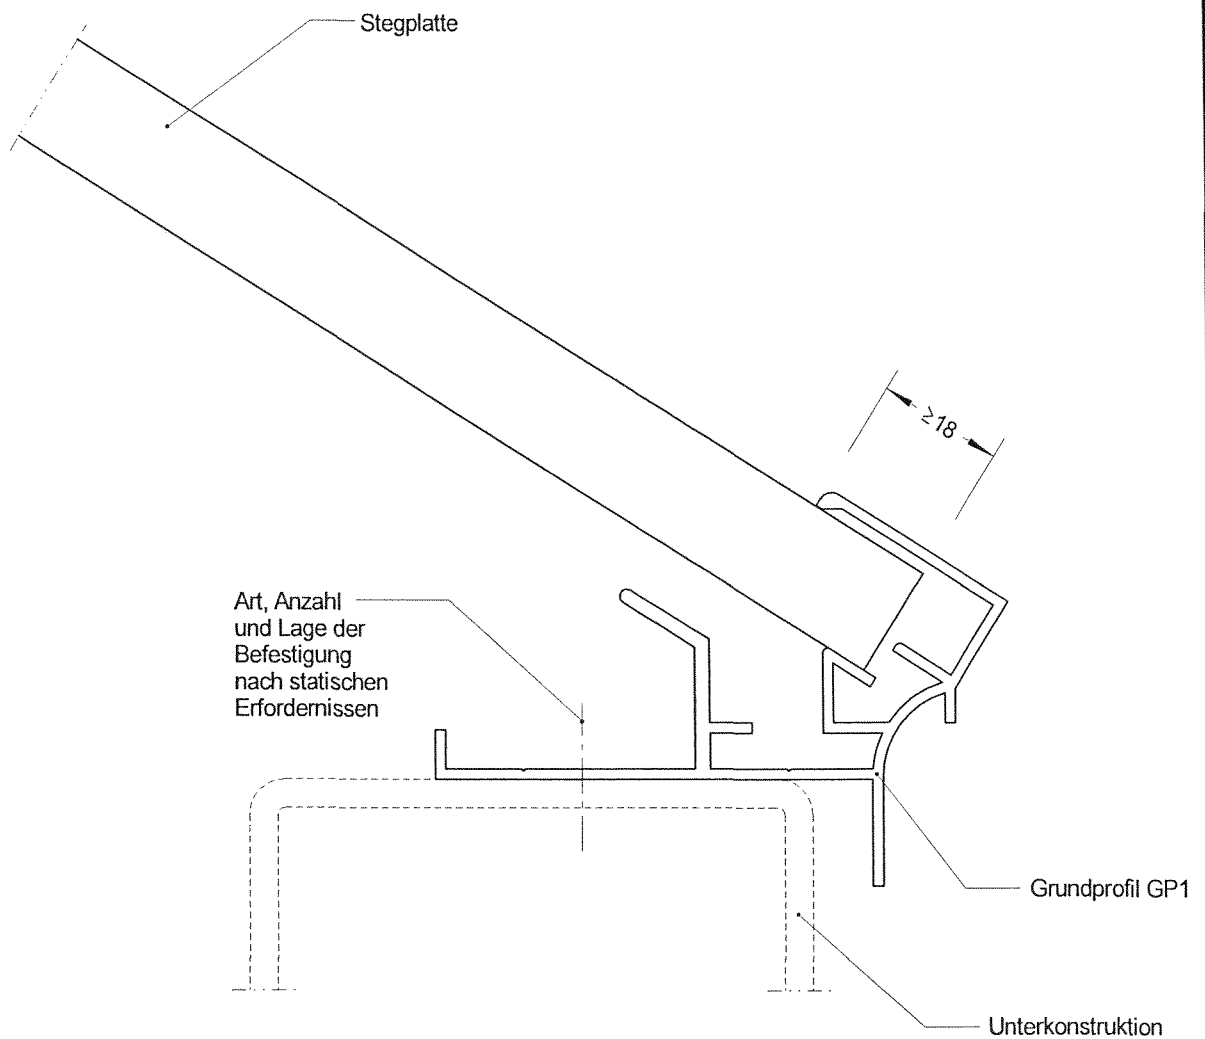 Stegplatte
≥18
Art, Anzahl
und Lage der
Befestigung
nach statischen
Erfordernissen
Grundprofil GP1
Unterkonstruktion